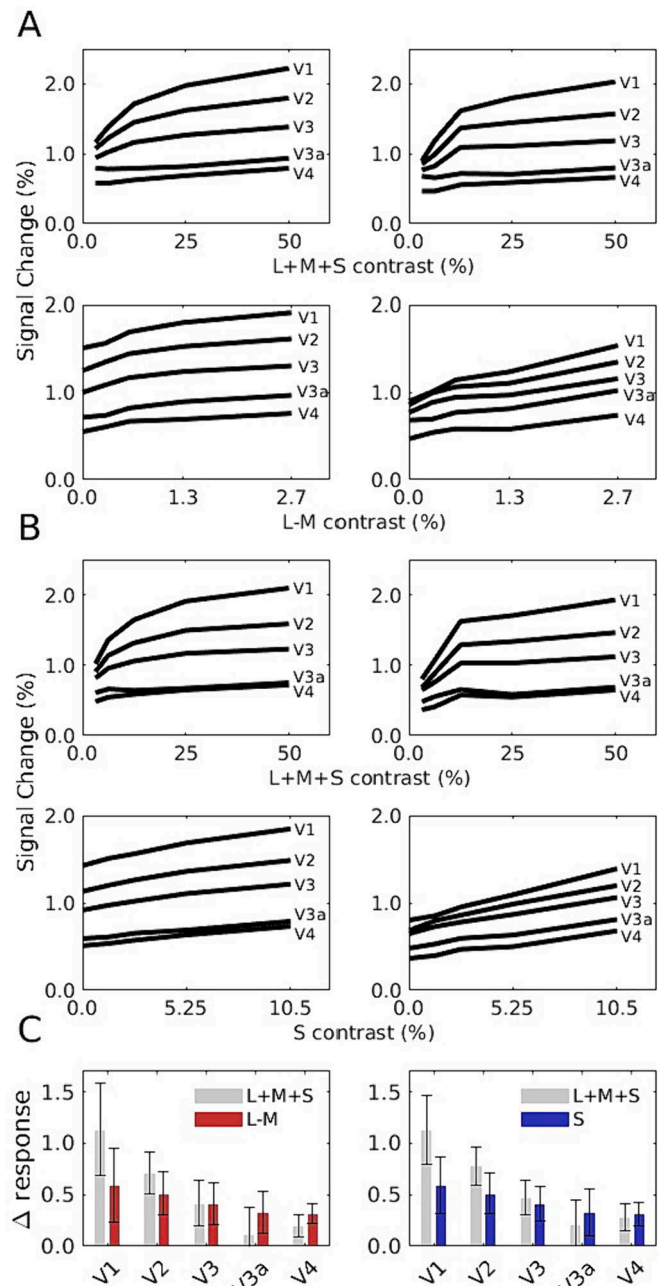 A
Signal Change (%)
2.0
1.0
0.0
V1
V2
V3
V3a
V4
0.0 25 50
2.0
1.0
0.0
V1
V2
V3
V3a
V4
0.0 25 50
L+M+S contrast (%)
2.0
1.0
0.0
V1
V2
V3
V3a
V4
0.0 1.3 2.7
2.0
1.0
0.0
V1
V2
V3
V3a
V4
0.0 1.3 2.7
L-M contrast (%)
B
Signal Change (%)
2.0
1.0
0.0
V1
V2
V3
V3a
V4
0.0 25 50
2.0
1.0
0.0
V1
V2
V3
V3a
V4
0.0 25 50
L+M+S contrast (%)
2.0
1.0
0.0
V1
V2
V3
V3a
V4
0.0 5.25 10.5
2.0
1.0
0.0
V1
V2
V3
V3a
V4
0.0 5.25 10.5
S contrast (%)
C
Δ response
1.5
1.0
0.5
0.0
L+M+S
L-M
V1 V2 V3 V3a V4
1.5
1.0
0.5
0.0
L+M+S
S
V1 V2 V3 V3a V4